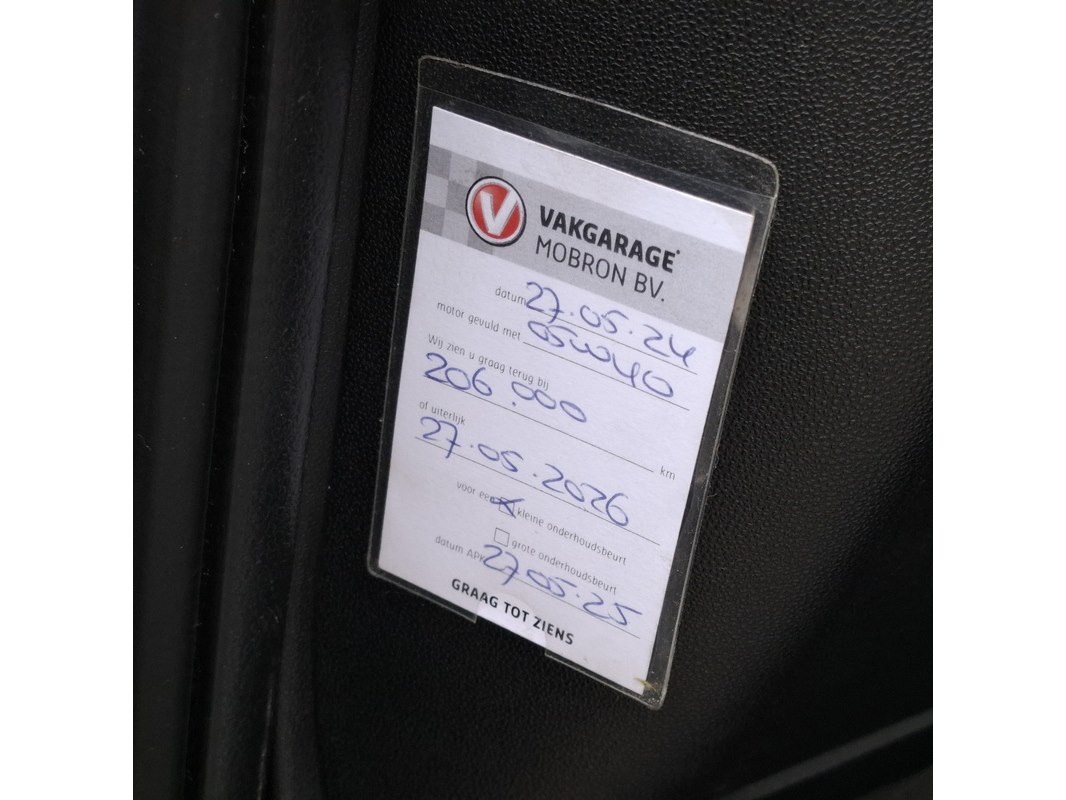 V
VAKGARAGE®
MOBRON BV.
datum 27.05.24
motor gevuld met 05W40
Wij zien u graag terug bij
206.000 km
of uiterlijk
27.05.2026
voor een kleine onderhoudsbeurt
grote onderhoudsbeurt
datum APK 27.05.25
GRAAG TOT ZIENS